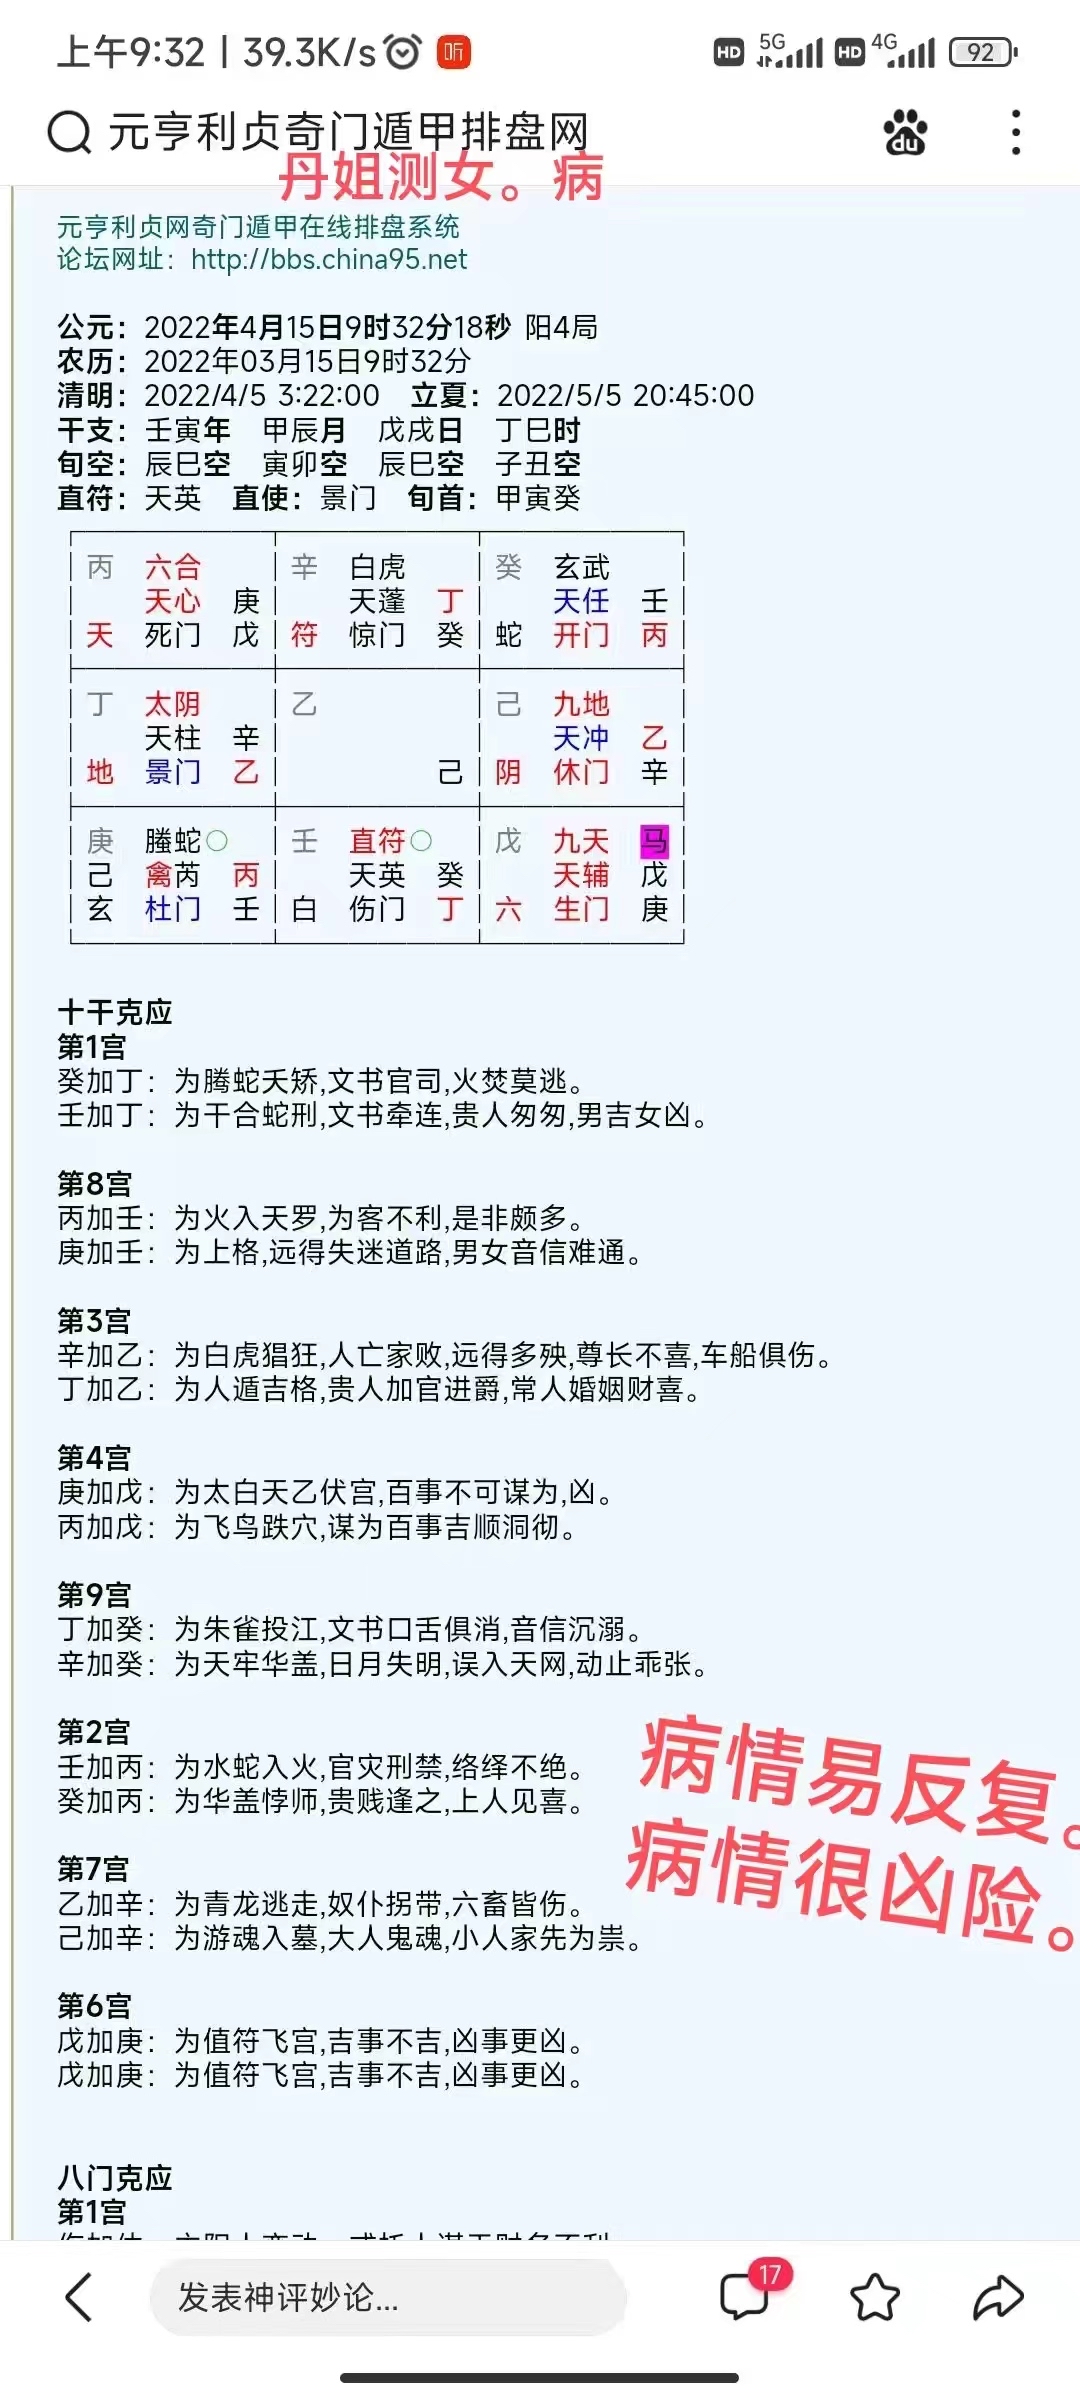 上午9:32 | 39.3K/s 听 HD 5G HD 4G 92
元亨利贞奇门遁甲排盘网 du
丹姐测女。病
元亨利贞网奇门遁甲在线排盘系统
论坛网址：http://bbs.china95.net
公元：2022年4月15日9时32分18秒 阳4局
农历：2022年03月15日9时32分
清明：2022/4/5 3:22:00 立夏：2022/5/5 20:45:00
干支：壬寅年 甲辰月 戊戌日 丁巳时
旬空：辰巳空 寅卯空 辰巳空 子丑空
直符：天英 直使：景门 旬首：甲寅癸
丙 六合 辛 白虎 癸 玄武
天心 庚 天蓬 丁 天任 壬
天 死门 戊 符 惊门 癸 蛇 开门 丙
丁 太阴 乙 己 九地
天柱 辛 天冲 乙
地 景门 乙 己 阴 休门 辛
庚 螣蛇○ 壬 直符○ 戊 九天 马
己 禽芮 丙 天英 癸 天辅 戊
玄 杜门 壬 白 伤门 丁 六 生门 庚
十干克应
第1宫
癸加丁：为腾蛇夭矫,文书官司,火焚莫逃。
壬加丁：为干合蛇刑,文书牵连,贵人匆匆,男吉女凶。
第8宫
丙加壬：为火入天罗,为客不利,是非颇多。
庚加壬：为上格,远得失迷道路,男女音信难通。
第3宫
辛加乙：为白虎猖狂,人亡家败,远得多殃,尊长不喜,车船俱伤。
丁加乙：为人遁吉格,贵人加官进爵,常人婚姻财喜。
第4宫
庚加戊：为太白天乙伏宫,百事不可谋为,凶。
丙加戊：为飞鸟跌穴,谋为百事吉顺洞彻。
第9宫
丁加癸：为朱雀投江,文书口舌俱消,音信沉溺。
辛加癸：为天牢华盖,日月失明,误入天网,动止乖张。
第2宫
壬加丙：为水蛇入火,官灾刑禁,络绎不绝。
癸加丙：为华盖悖师,贵贱逢之,上人见喜。
病情易反复。
病情很凶险。
第7宫
乙加辛：为青龙逃走,奴仆拐带,六畜皆伤。
己加辛：为游魂入墓,大人鬼魂,小人家先为祟。
第6宫
戊加庚：为值符飞宫,吉事不吉,凶事更凶。
戊加庚：为值符飞宫,吉事不吉,凶事更凶。
八门克应
第1宫
发表神评妙论...
17